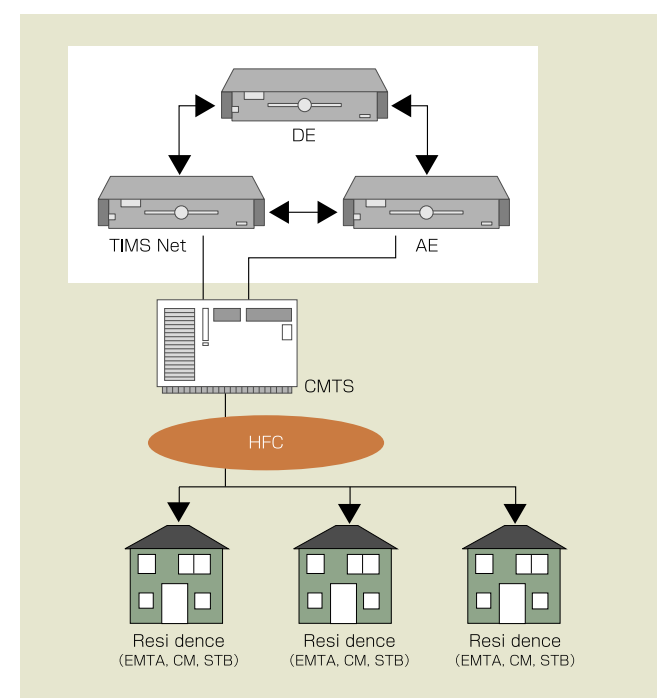 DE
TIMS Net
AE
CMTS
HFC
Resi dence
(EMTA, CM, STB)
Resi dence
(EMTA, CM, STB)
Resi dence
(EMTA, CM, STB)